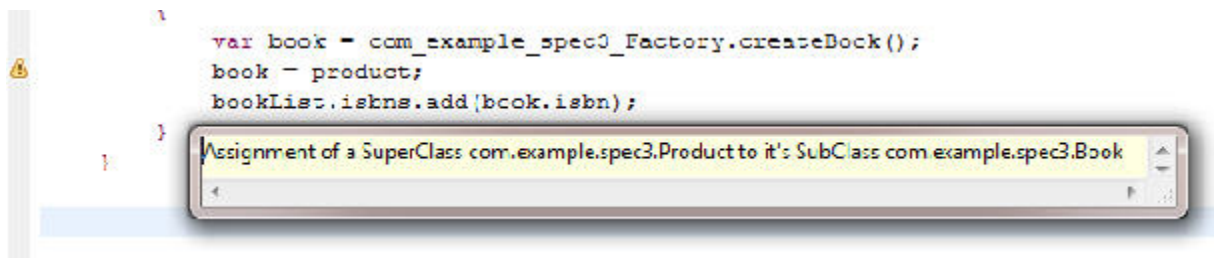 }
var book = com_example_spec3_Factory.createBook();
book = product;
bookList.isbns.add(book.isbn);
}
}
Assignment of a SuperClass com.example.spec3.Product to it's SubClass com.example.spec3.Book